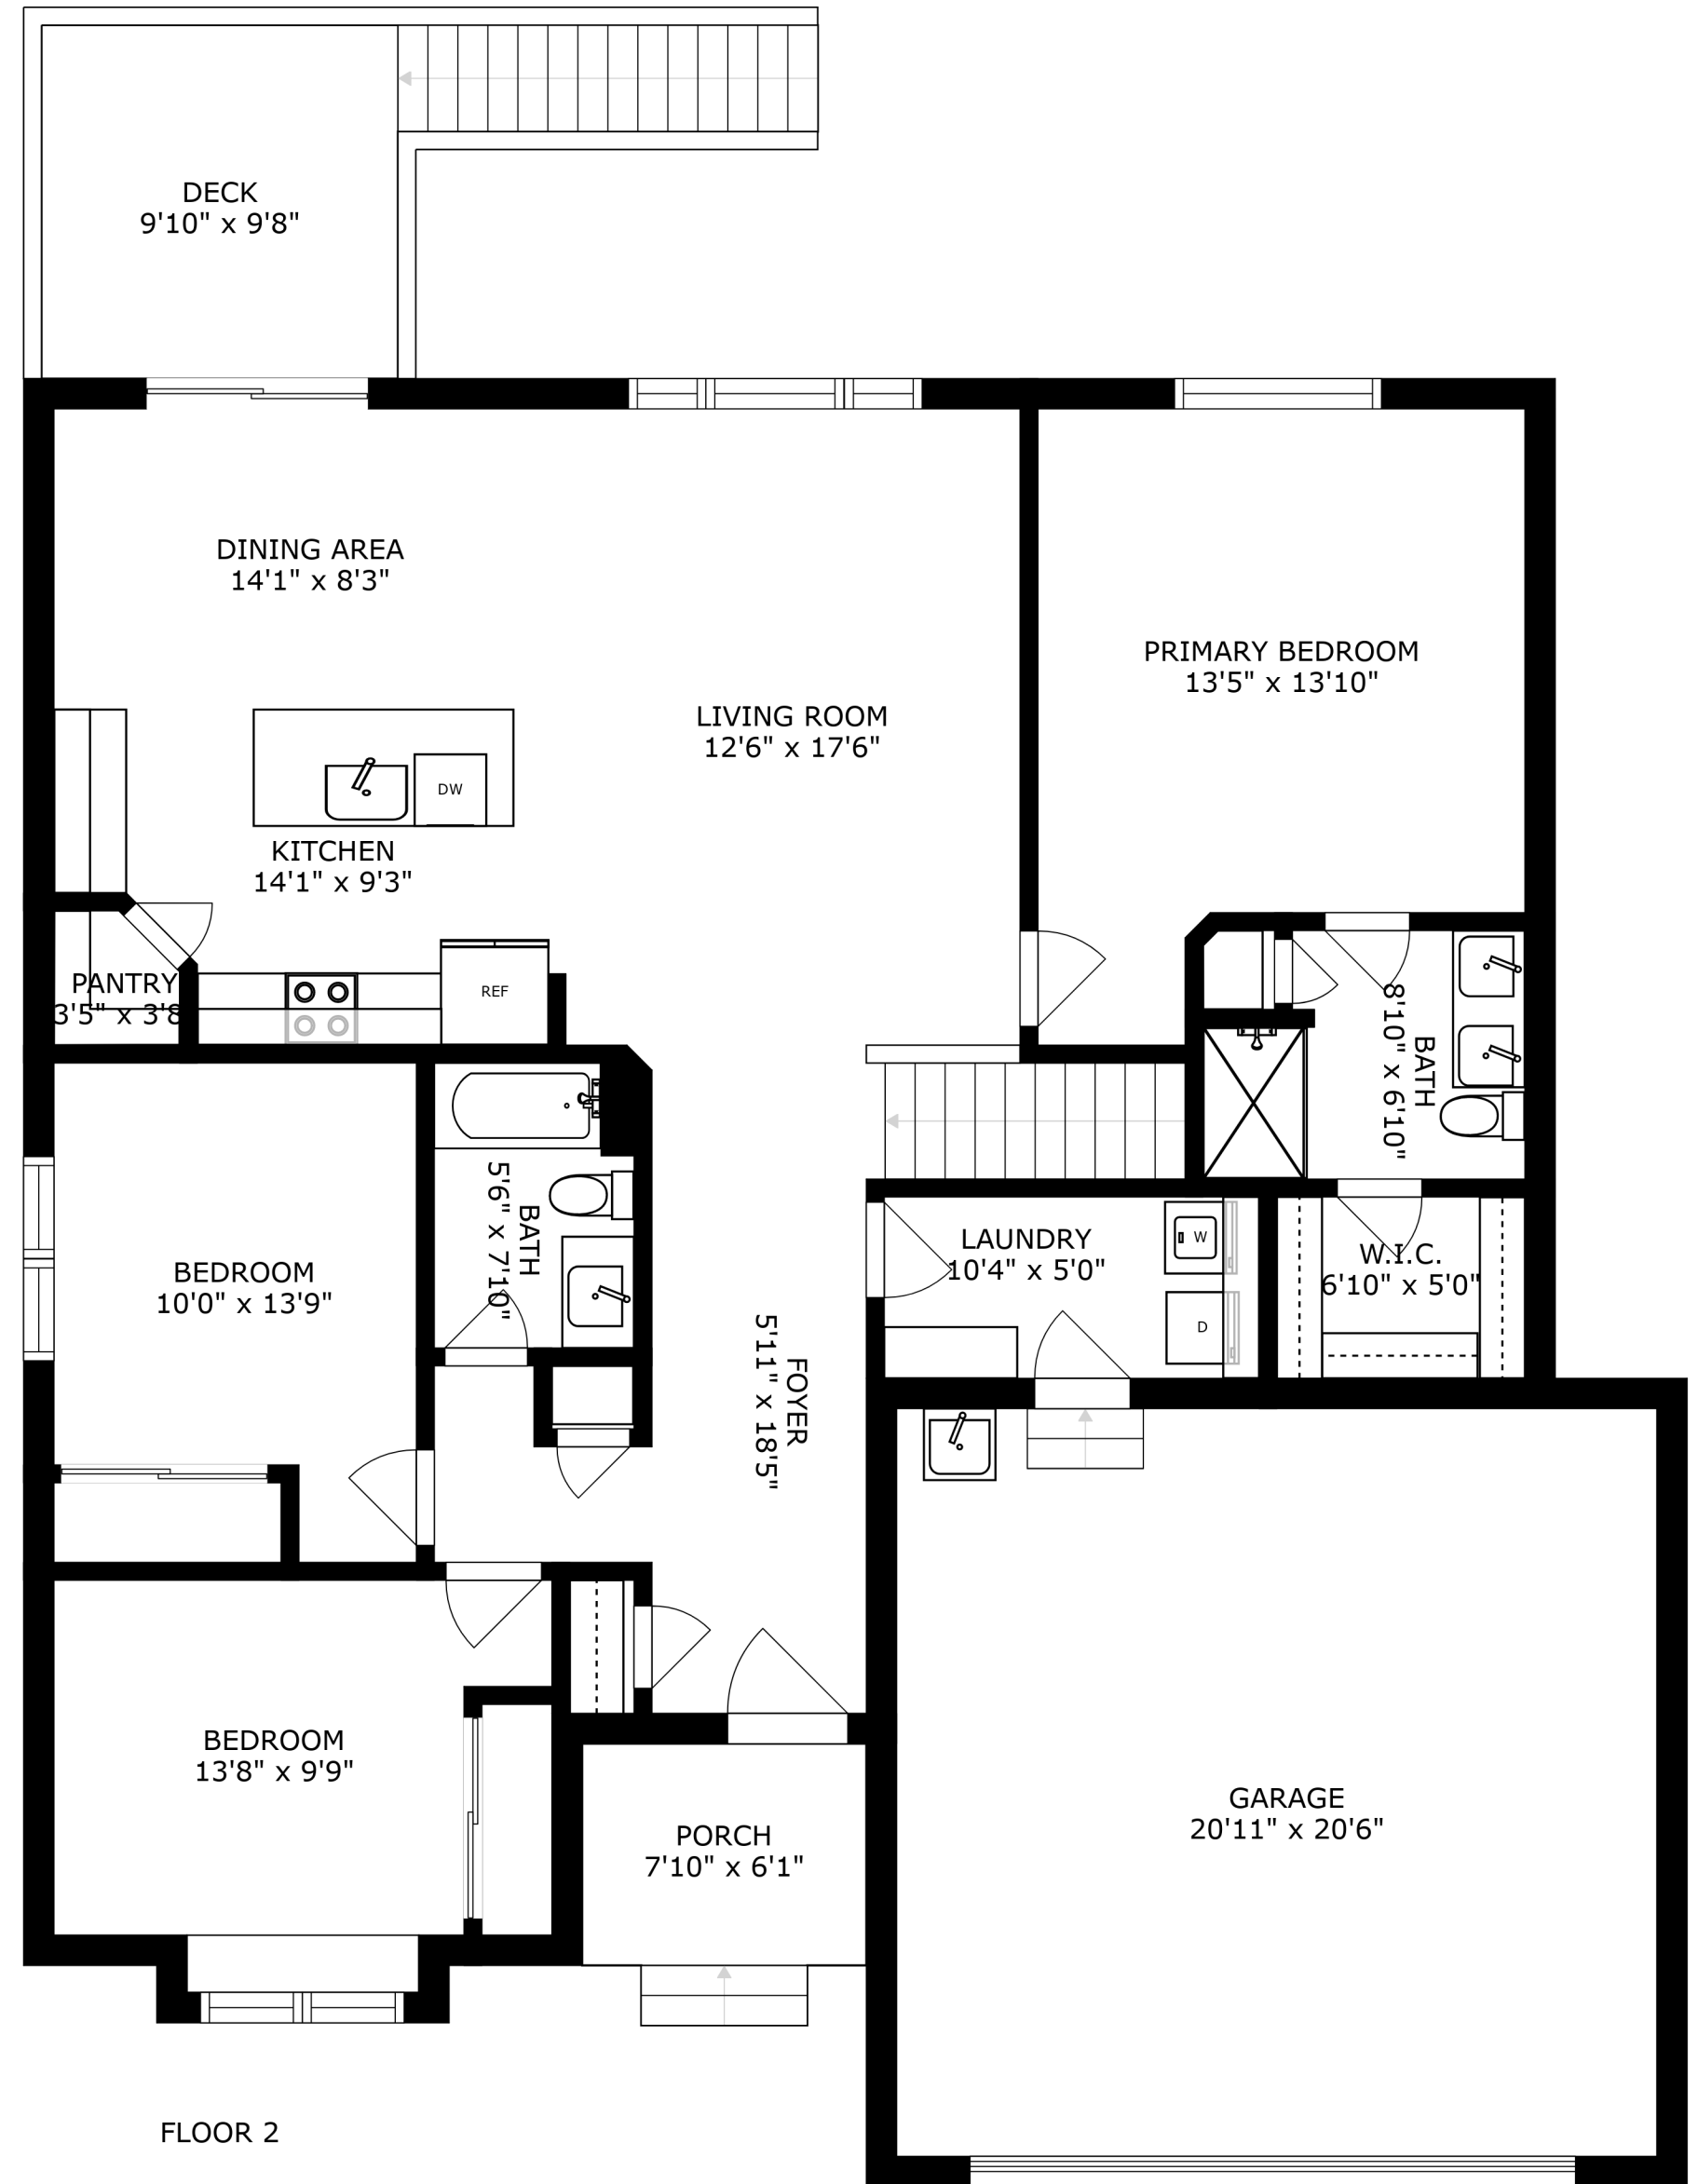 DECK
9'10" x 9'8"
DINING AREA
14'1" x 8'3"
PRIMARY BEDROOM
13'5" x 13'10"
LIVING ROOM
12'6" x 17'6"
DW
KITCHEN
14'1" x 9'3"
PANTRY
3'5" x 3'8
REF
BATH
8'10" x 6'10"
BATH
5'6" x 7'10"
LAUNDRY
10'4" x 5'0"
W
D
W.I.C.
6'10" x 5'0"
BEDROOM
10'0" x 13'9"
FOYER
5'11" x 18'5"
BEDROOM
13'8" x 9'9"
PORCH
7'10" x 6'1"
GARAGE
20'11" x 20'6"
FLOOR 2